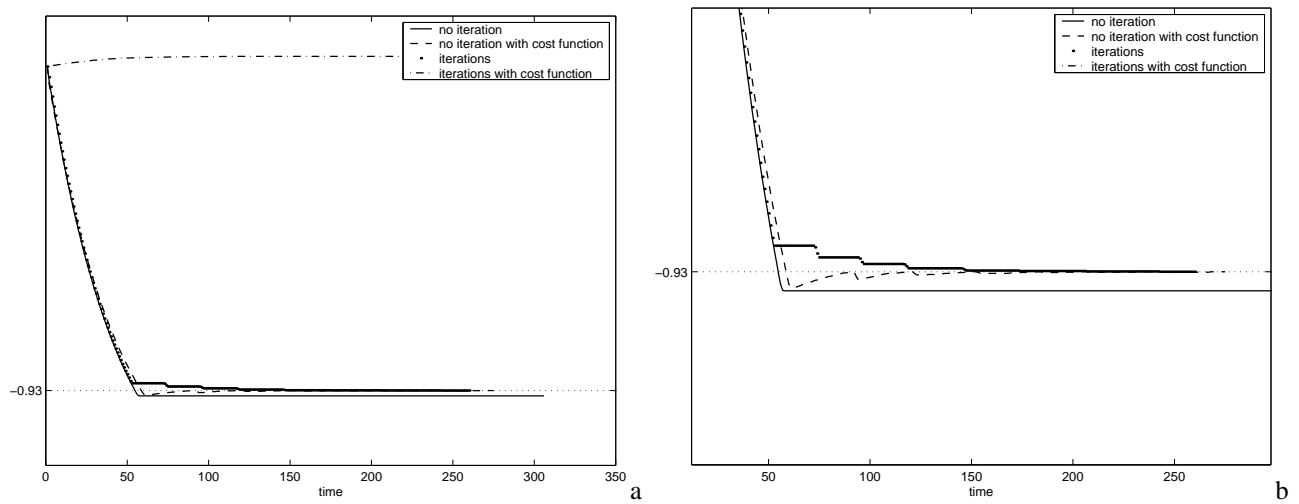 no iteration
no iteration with cost function
iterations
iterations with cost function
−0.93
0
50
100
150
200
250
300
350
time
a
no iteration
no iteration with cost function
iterations
iterations with cost function
−0.93
50
100
150
200
250
time
b